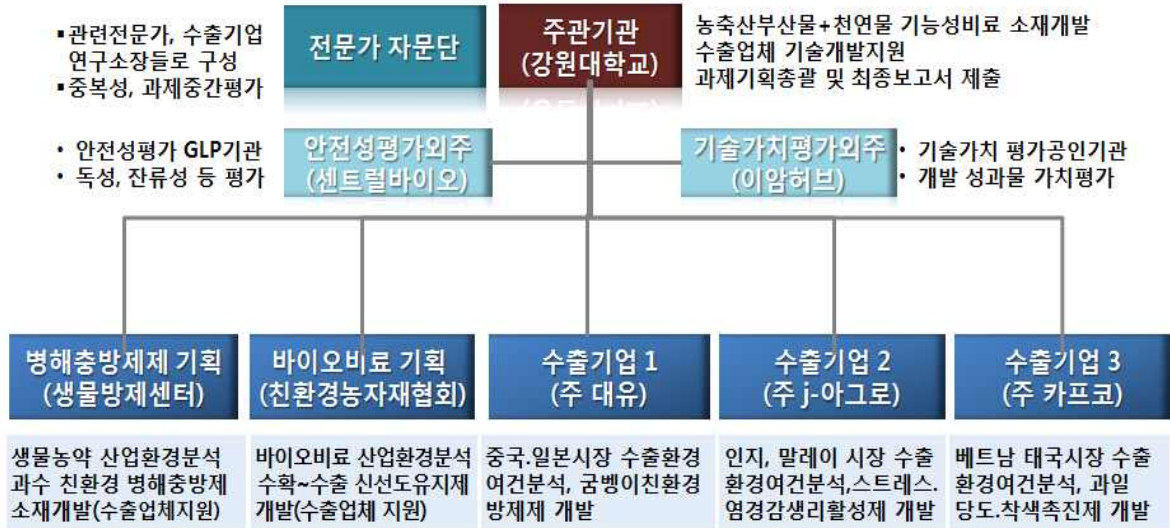 ▪관련전문가, 수출기업
연구소장들로 구성
▪중복성, 과제중간평가
전문가 자문단
주관기관
(강원대학교)
농축산부산물+천연물 기능성비료 소재개발
수출업체 기술개발지원
과제기획총괄 및 최종보고서 제출
• 안전성평가 GLP기관
• 독성, 잔류성 등 평가
안전성평가외주
(센트럴바이오)
기술가치평가외주
(이암허브)
• 기술가치 평가공인기관
• 개발 성과물 가치평가
병해충방제제 기획
(생물방제센터)
바이오비료 기획
(친환경농자재협회)
수출기업 1
(주 대유)
수출기업 2
(주 j-아그로)
수출기업 3
(주 카프코)
생물농약 산업환경분석
과수 친환경 병해충방제
소재개발(수출업체지원)
바이오비료 산업환경분석
수확~수출 신선도유지제
개발(수출업체 지원)
중국.일본시장 수출환경
여건분석, 굼벵이친환경
방제제 개발
인지, 말레이 시장 수출
환경여건분석,스트레스.
염경감생리활성제 개발
베트남 태국시장 수출
환경여건분석, 과일
당도.착색촉진제 개발